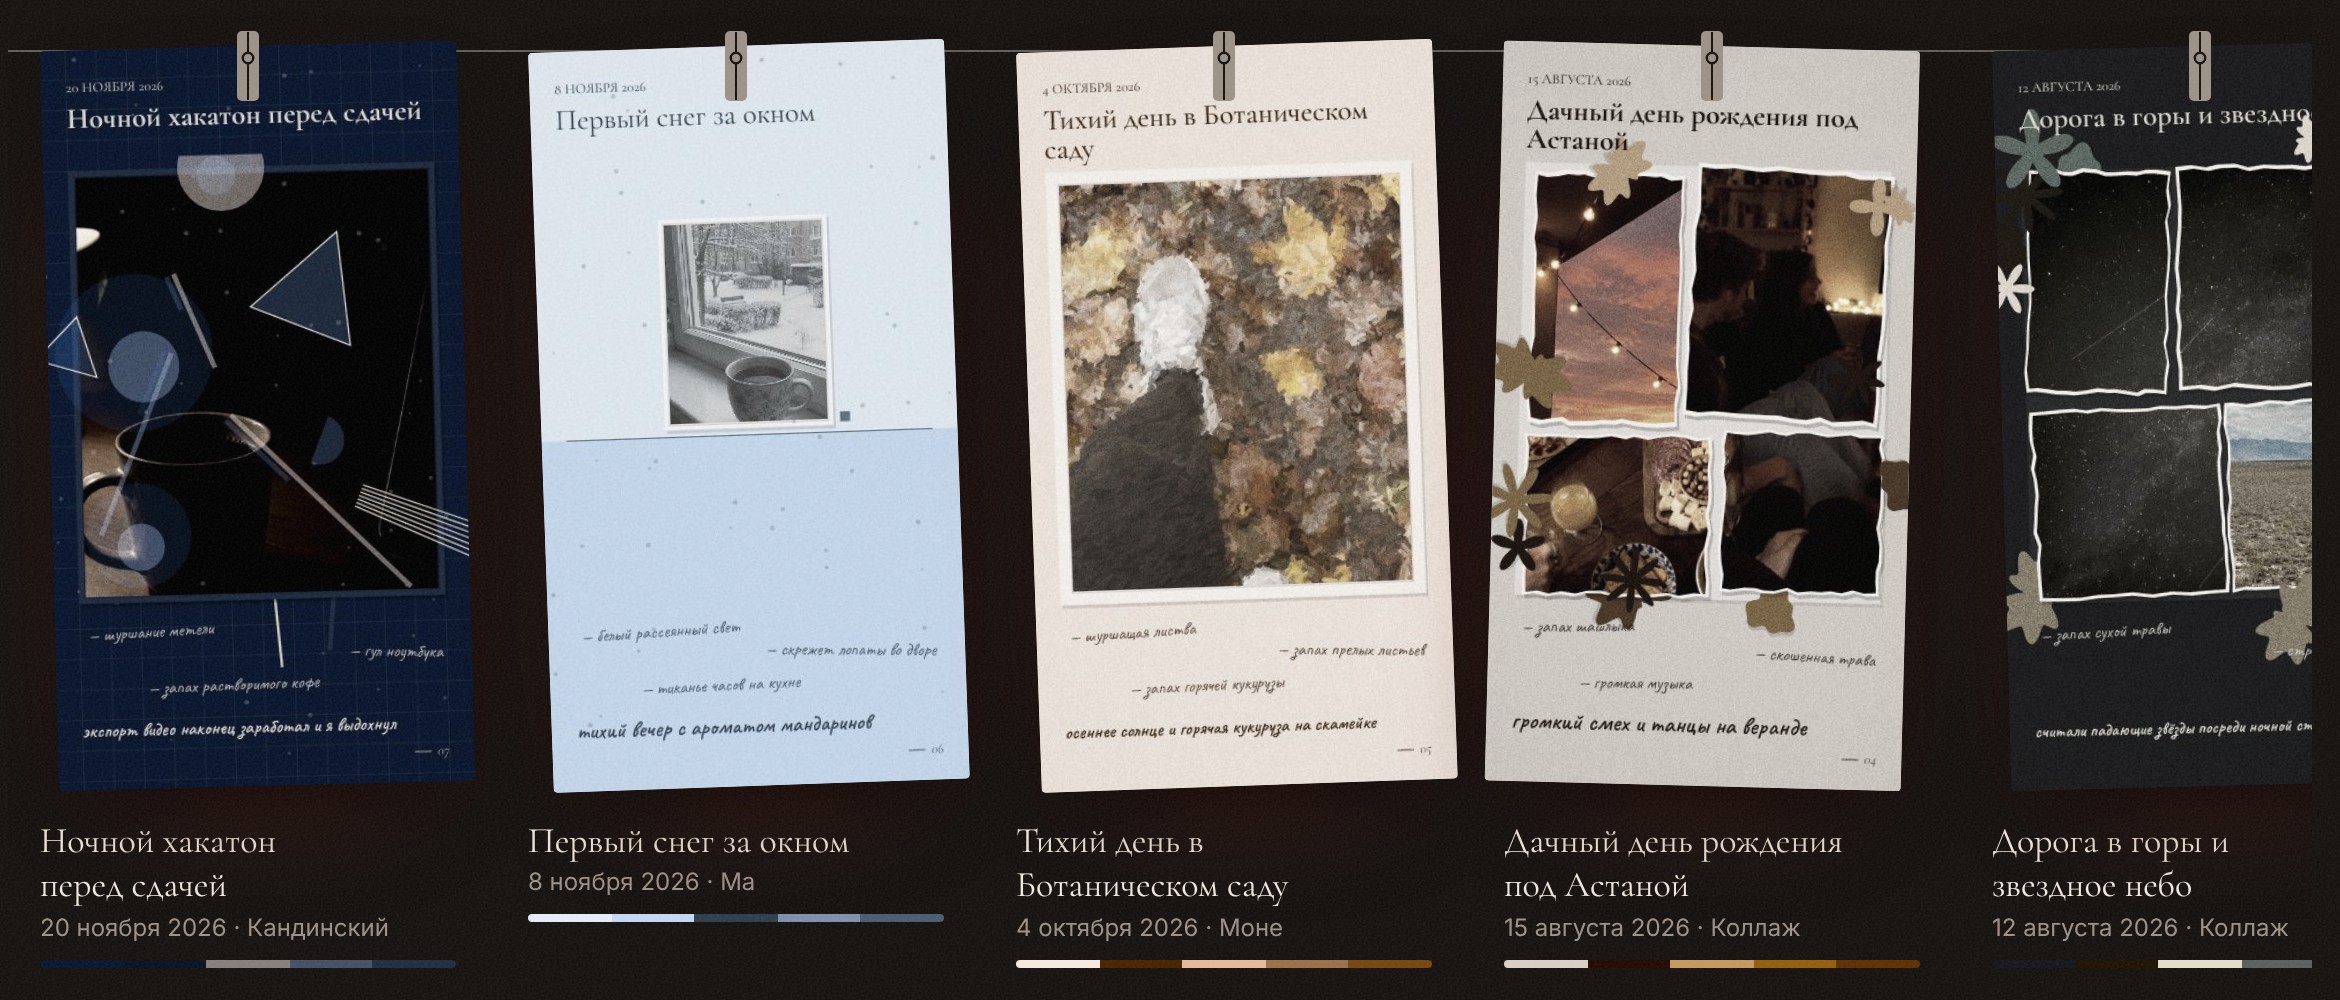 20 НОЯБРЯ 2026
Ночной хакатон перед сдачей
— шуршание метели
— гул ноутбука
— запах растворимого кофе
экспорт видео наконец заработал и я выдохнул
— 07
Ночной хакатон
перед сдачей
20 ноября 2026 · Кандинский
8 НОЯБРЯ 2026
Первый снег за окном
— белый рассеянный свет
— скрежет лопаты во дворе
— тиканье часов на кухне
тихий вечер с ароматом мандаринов
— 06
Первый снег за окном
8 ноября 2026 · Ма
4 ОКТЯБРЯ 2026
Тихий день в Ботаническом
саду
— шуршащая листва
— запах прелых листьев
— запах горячей кукурузы
осеннее солнце и горячая кукуруза на скамейке
— 05
Тихий день в
Ботаническом саду
4 октября 2026 · Моне
15 АВГУСТА 2026
Дачный день рождения под
Астаной
— запах шашлыка
— скошенная трава
— громкая музыка
громкий смех и танцы на веранде
— 04
Дачный день рождения
под Астаной
15 августа 2026 · Коллаж
12 АВГУСТА 2026
Дорога в горы и звездно
— запах сухой травы
— стр
считали падающие звёзды посреди ночной ст
Дорога в горы и
звездное небо
12 августа 2026 · Коллаж